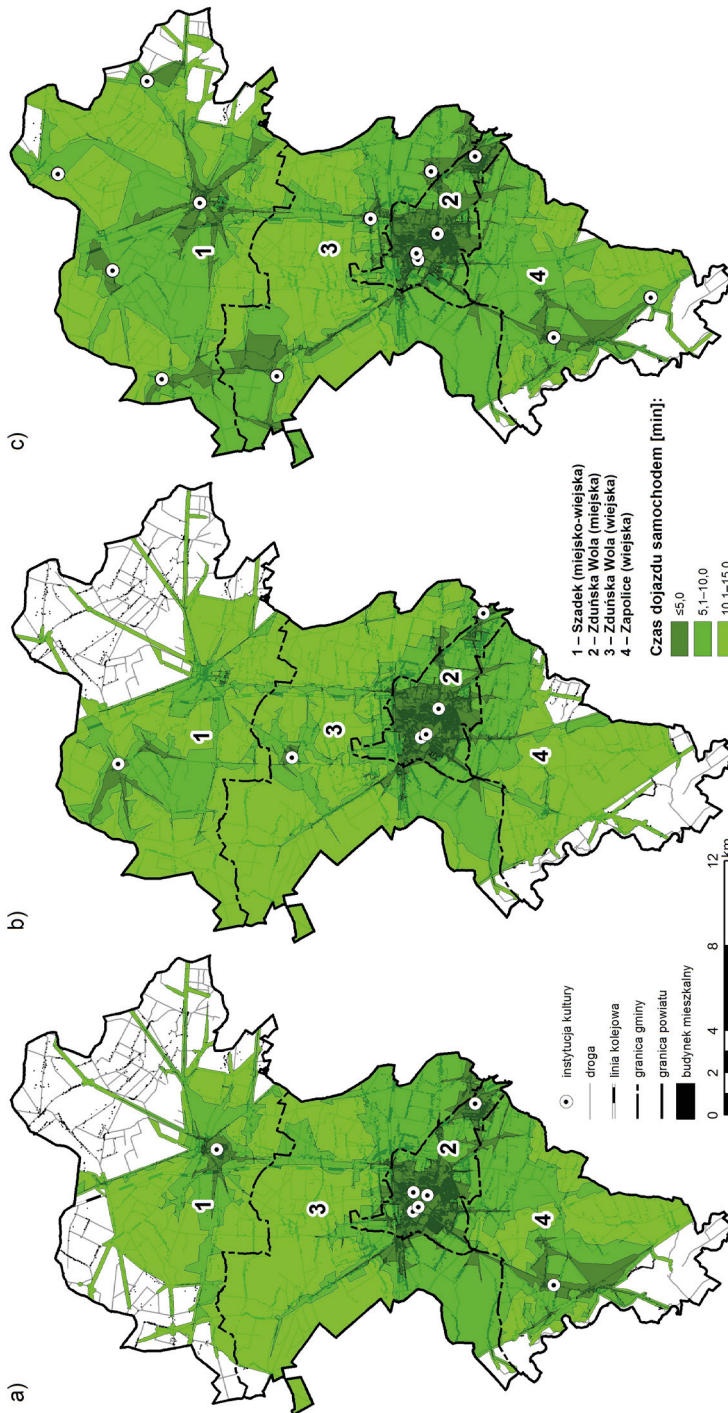 a)
b)
c)
1
2
3
4
1
2
3
4
1
2
3
4
instytucja kultury
droga
linia kolejowa
granica gminy
granica powiatu
budynek mieszkalny
0 2 4 8 12
km
1 – Szadek (miejsko-wiejska)
2 – Zduńska Wola (miejska)
3 – Zduńska Wola (wiejska)
4 – Zapolice (wiejska)
Czas dojazdu samochodem [min]:
≤5,0
5,1–10,0
10,1–15,0